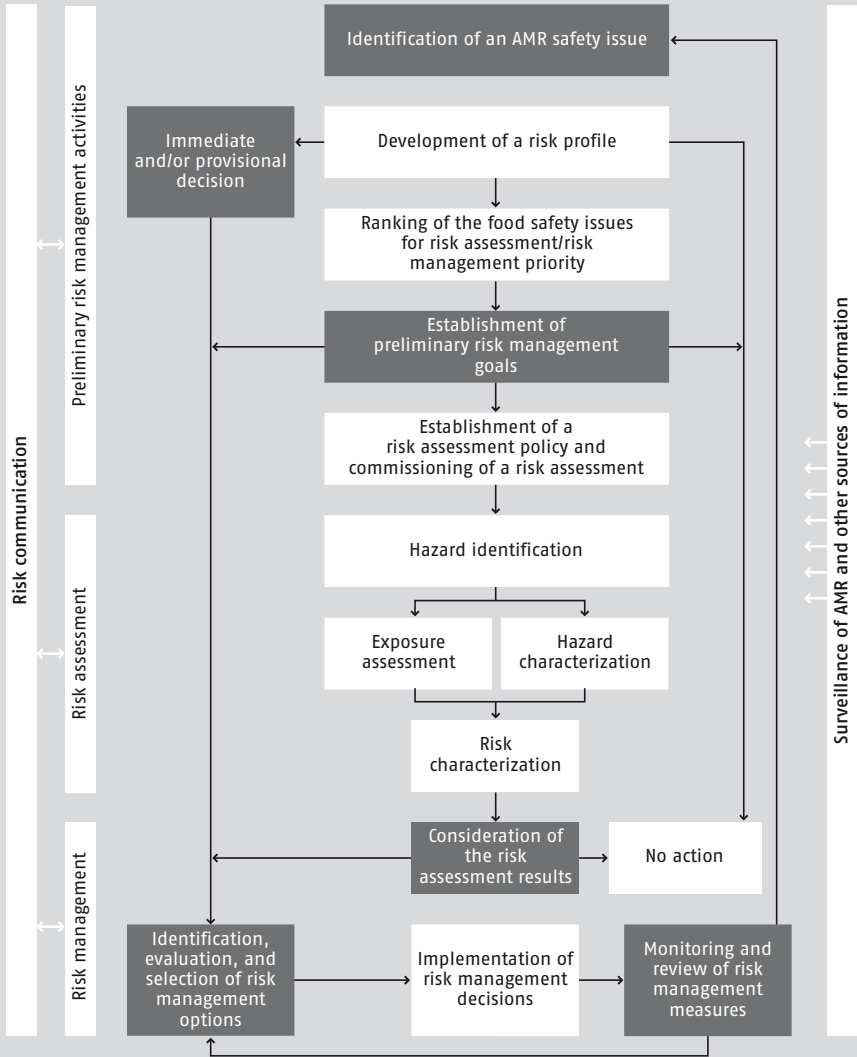 Identification of an AMR safety issue
Immediate
and/or provisional
decision
Development of a risk profile
Ranking of the food safety issues
for risk assessment/risk
management priority
Establishment of
preliminary risk management
goals
Establishment of a
risk assessment policy and
commissioning of a risk assessment
Hazard identification
Exposure
assessment
Hazard
characterization
Risk
characterization
Consideration of
the risk
assessment results
No action
Identification,
evaluation, and
selection of risk
management
options
Implementation of
risk management
decisions
Monitoring and
review of risk
management
measures
Risk communication
Preliminary risk management activities
Risk assessment
Risk management
Surveillance of AMR and other sources of information